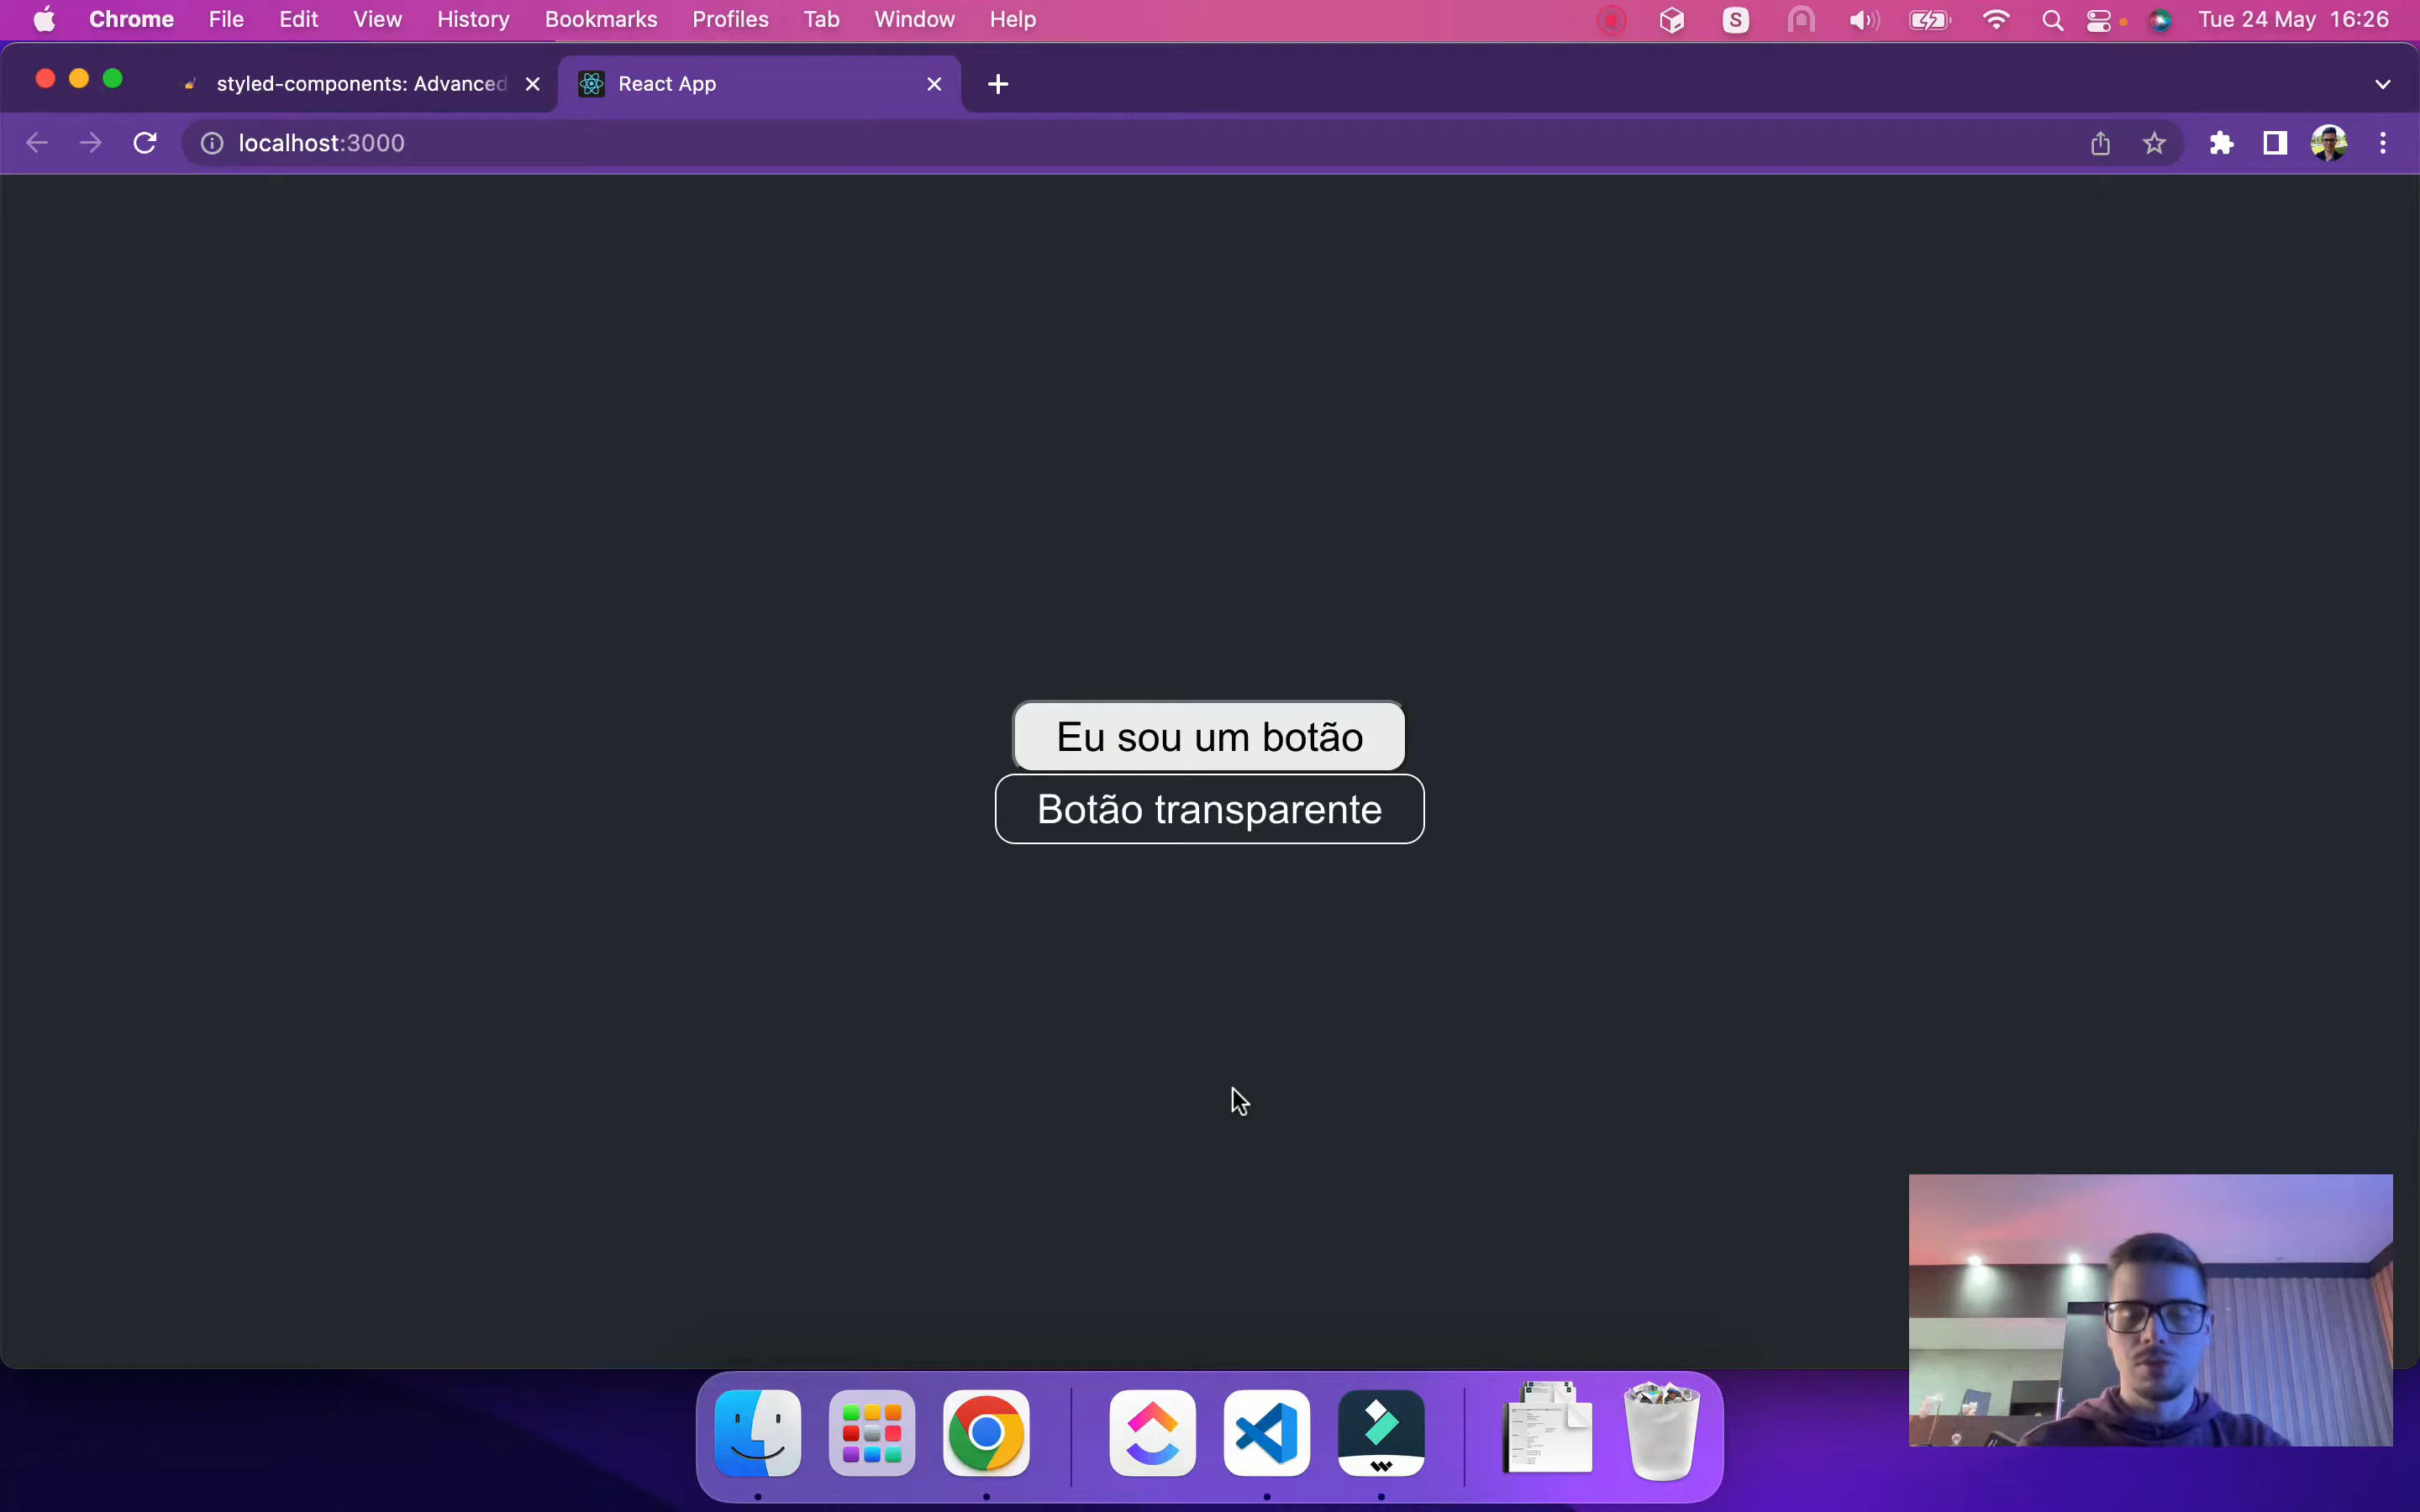 Chrome File Edit View History Bookmarks Profiles Tab Window Help S Tue 24 May 16:26
styled-components: Advanced React App
localhost:3000
Eu sou um botão
Botão transparente